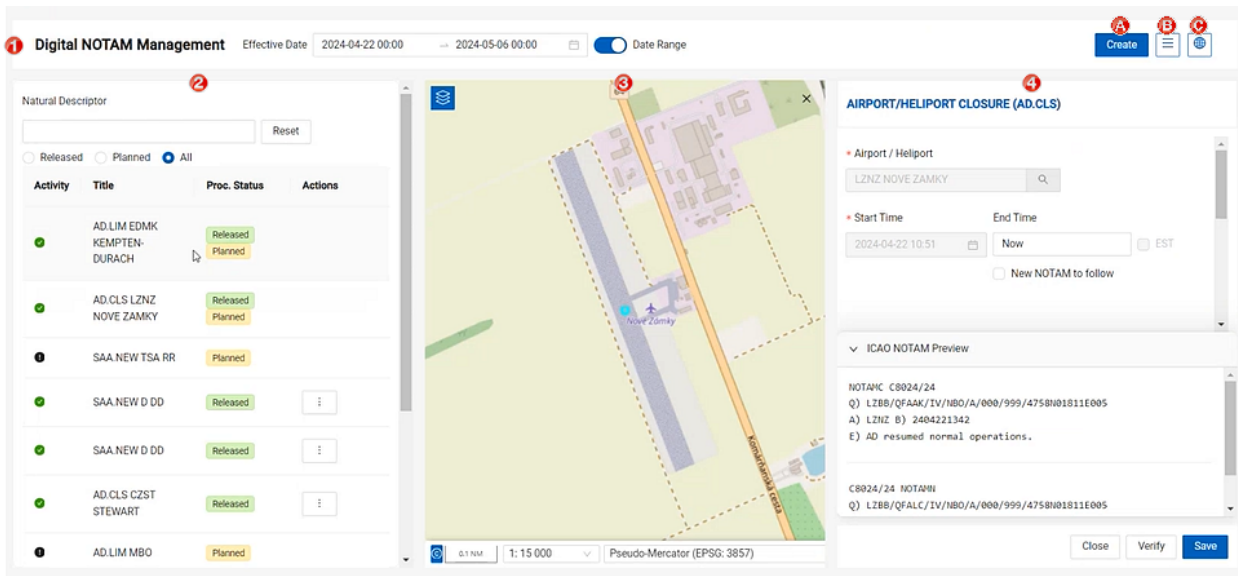 A
B
C
1
Digital NOTAM Management
Effective Date
2024-04-22 00:00
2024-05-06 00:00
Date Range
Create
2
Natural Descriptor
Reset
Released
Planned
All
Activity Title Proc. Status Actions
AD.LIM EDMK
KEMPTEN-
DURACH
Released
Planned
AD.CLS LZNZ
NOVE ZAMKY
Released
Planned
SAA.NEW TSA RR
Planned
SAA.NEW D DD
Released
SAA.NEW D DD
Released
AD.CLS CZST
STEWART
Released
AD.LIM MBO
Planned
3
Nové Zámky
Komárňanská cesta
0.1 NM
1: 15 000
Pseudo-Mercator (EPSG: 3857)
4
AIRPORT/HELIPORT CLOSURE (AD.CLS)
* Airport / Heliport
LZNZ NOVE ZAMKY
* Start Time
End Time
2024-04-22 10:51
Now
EST
New NOTAM to follow
ICAO NOTAM Preview
NOTAMC C8024/24
Q) LZBB/QFAAK/IV/NBO/A/000/999/4758N01811E005
A) LZNZ B) 2404221342
E) AD resumed normal operations.
C8024/24 NOTAMN
Q) LZBB/QFALC/IV/NBO/A/000/999/4758N01811E005
Close
Verify
Save